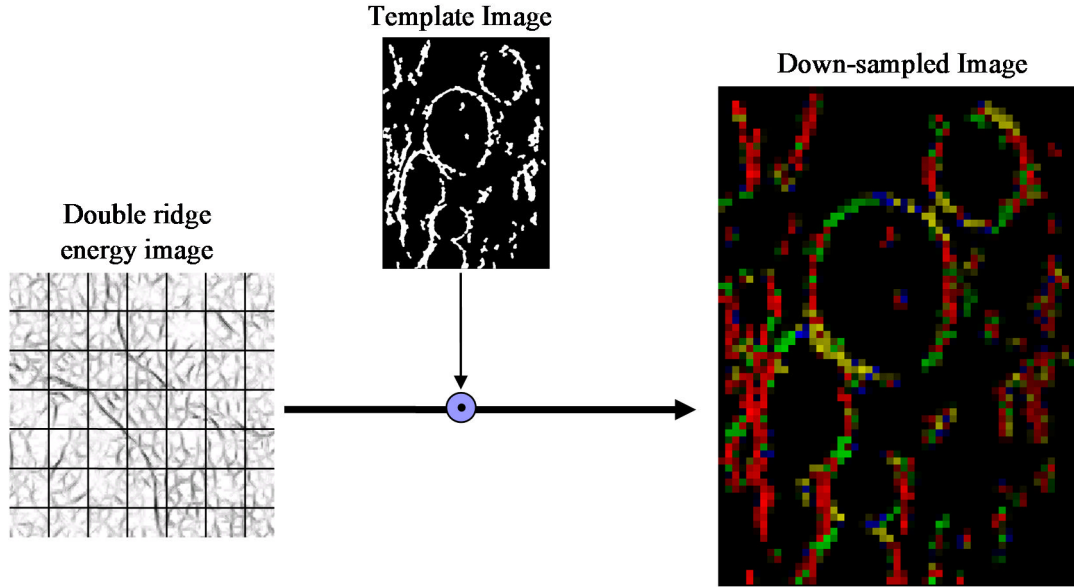 Template Image
Down-sampled Image
Double ridge
energy image